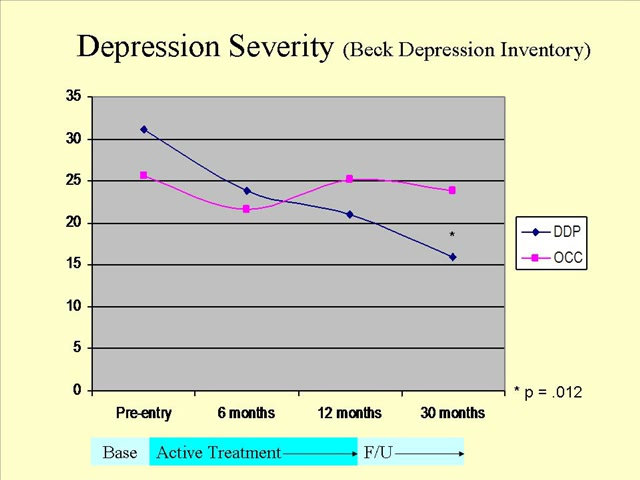 Depression Severity (Beck Depression Inventory)
35
30
25
20
15
10
5
0
*
DDP
OCC
* p = .012
Pre-entry 6 months 12 months 30 months
Base Active Treatment F/U